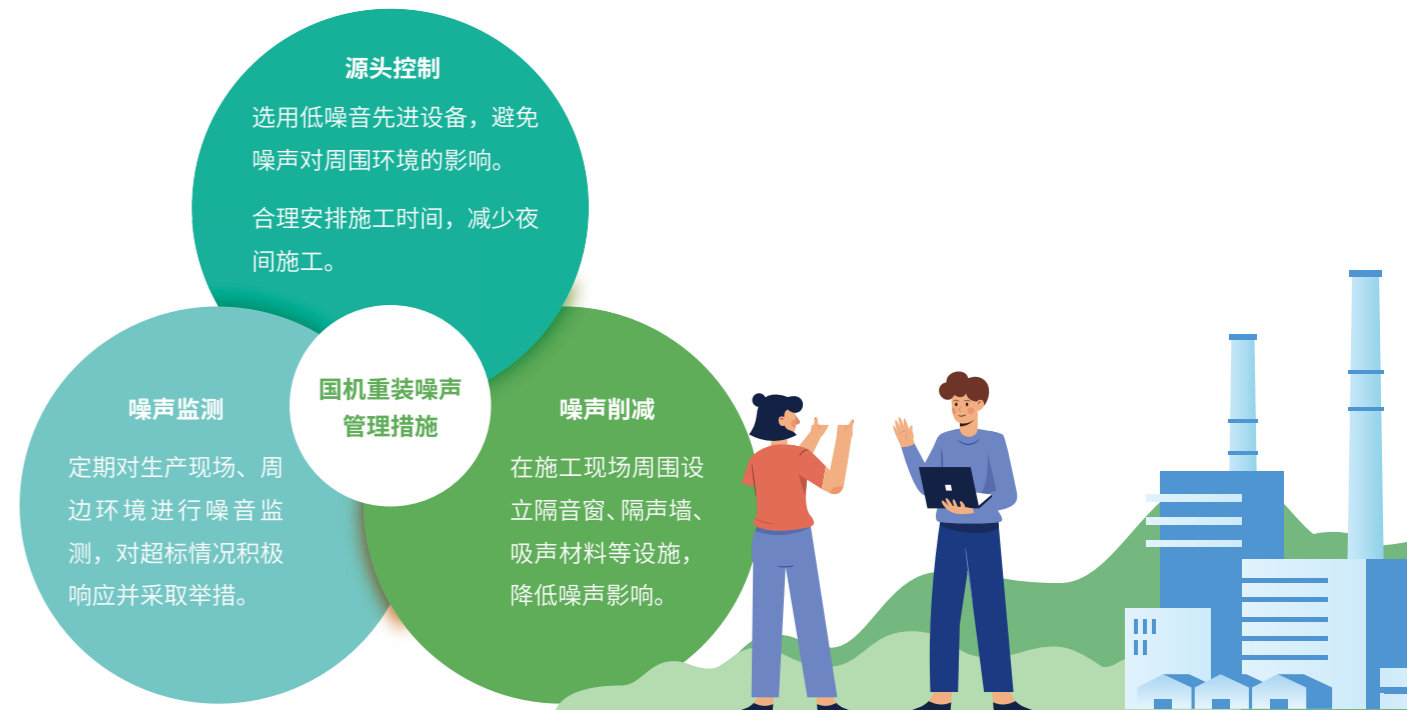 源头控制
选用低噪音先进设备，避免
噪声对周围环境的影响。
合理安排施工时间，减少夜
间施工。
国机重装噪声
管理措施
噪声监测
定期对生产现场、周
边环境进行噪音监
测，对超标情况积极
响应并采取举措。
噪声削减
在施工现场周围设
立隔音窗、隔声墙、
吸声材料等设施，
降低噪声影响。